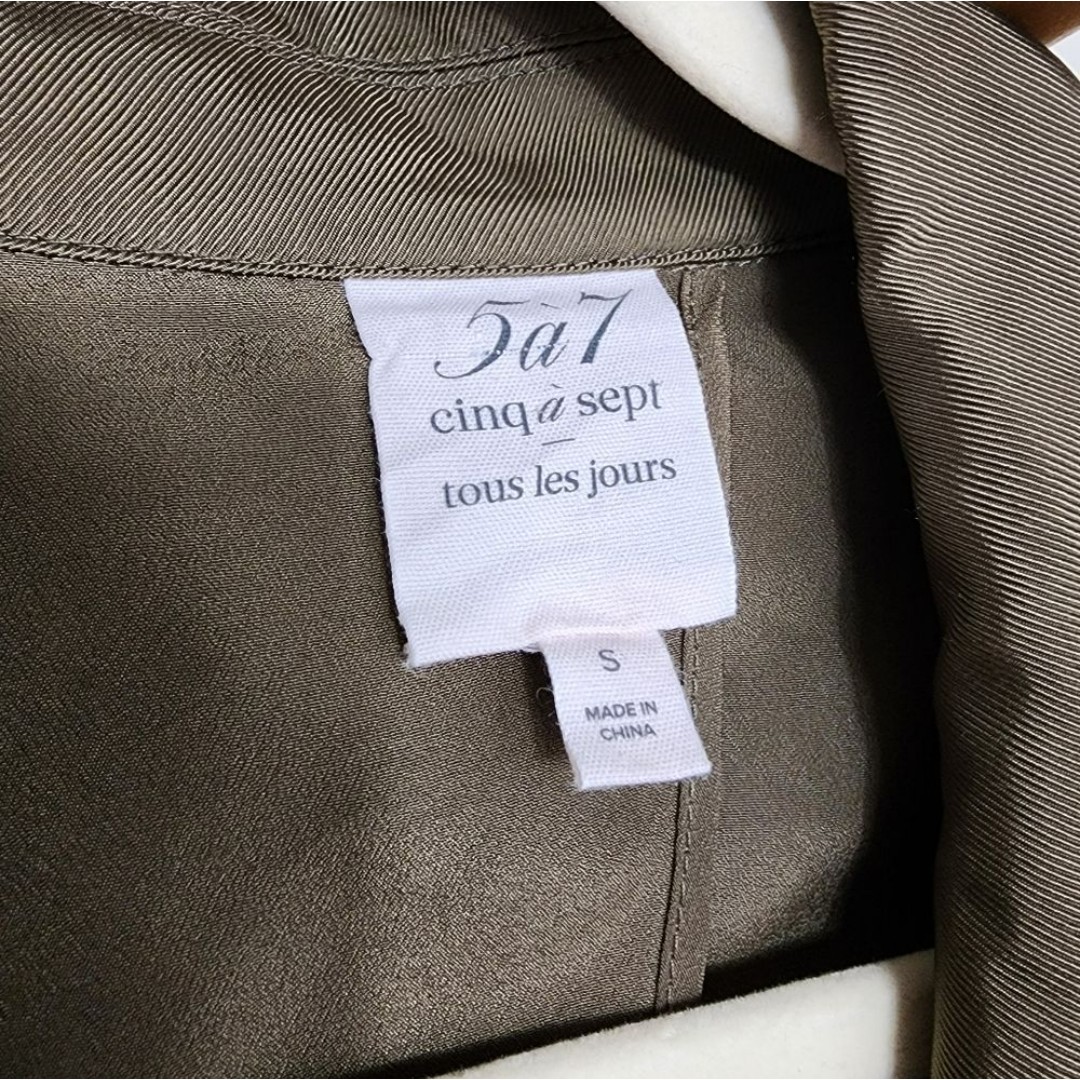 5à7
cinq à sept
tous les jours
S
MADE IN
CHINA